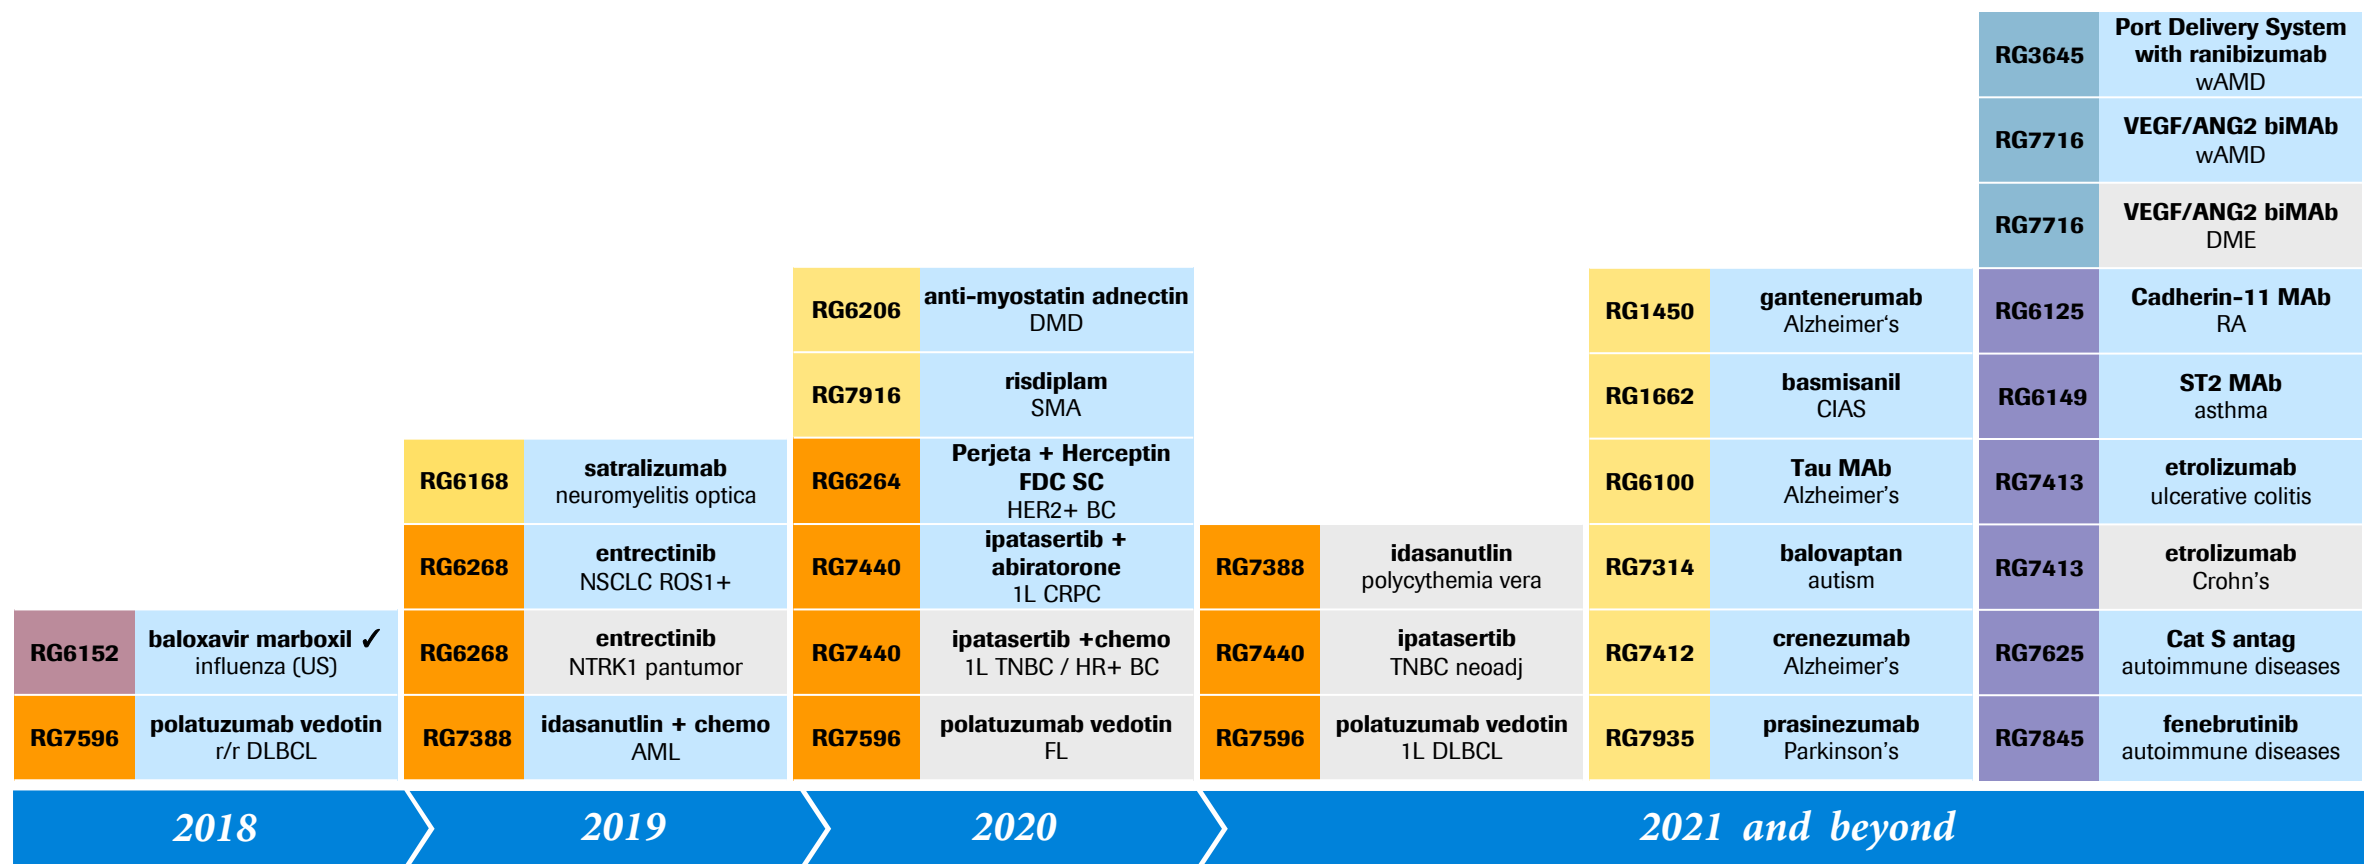 RG6152
baloxavir marboxil ✓
influenza (US)
RG7596
polatuzumab vedotin
r/r DLBCL
RG6168
satralizumab
neuromyelitis optica
RG6268
entrectinib
NSCLC ROS1+
RG6268
entrectinib
NTRK1 pantumor
RG7388
idasanutlin + chemo
AML
RG6206
anti-myostatin adnectin
DMD
RG7916
risdiplam
SMA
RG6264
Perjeta + Herceptin
FDC SC
HER2+ BC
RG7440
ipatasertib +
abiratorone
1L CRPC
RG7440
ipatasertib +chemo
1L TNBC / HR+ BC
RG7596
polatuzumab vedotin
FL
RG7388
idasanutlin
polycythemia vera
RG7440
ipatasertib
TNBC neoadj
RG7596
polatuzumab vedotin
1L DLBCL
RG1450
gantenerumab
Alzheimer‘s
RG1662
basmisanil
CIAS
RG6100
Tau MAb
Alzheimer’s
RG7314
balovaptan
autism
RG7412
crenezumab
Alzheimer’s
RG7935
prasinezumab
Parkinson’s
RG3645
Port Delivery System
with ranibizumab
wAMD
RG7716
VEGF/ANG2 biMAb
wAMD
RG7716
VEGF/ANG2 biMAb
DME
RG6125
Cadherin-11 MAb
RA
RG6149
ST2 MAb
asthma
RG7413
etrolizumab
ulcerative colitis
RG7413
etrolizumab
Crohn’s
RG7625
Cat S antag
autoimmune diseases
RG7845
fenebrutinib
autoimmune diseases
2018
2019
2020
2021 and beyond